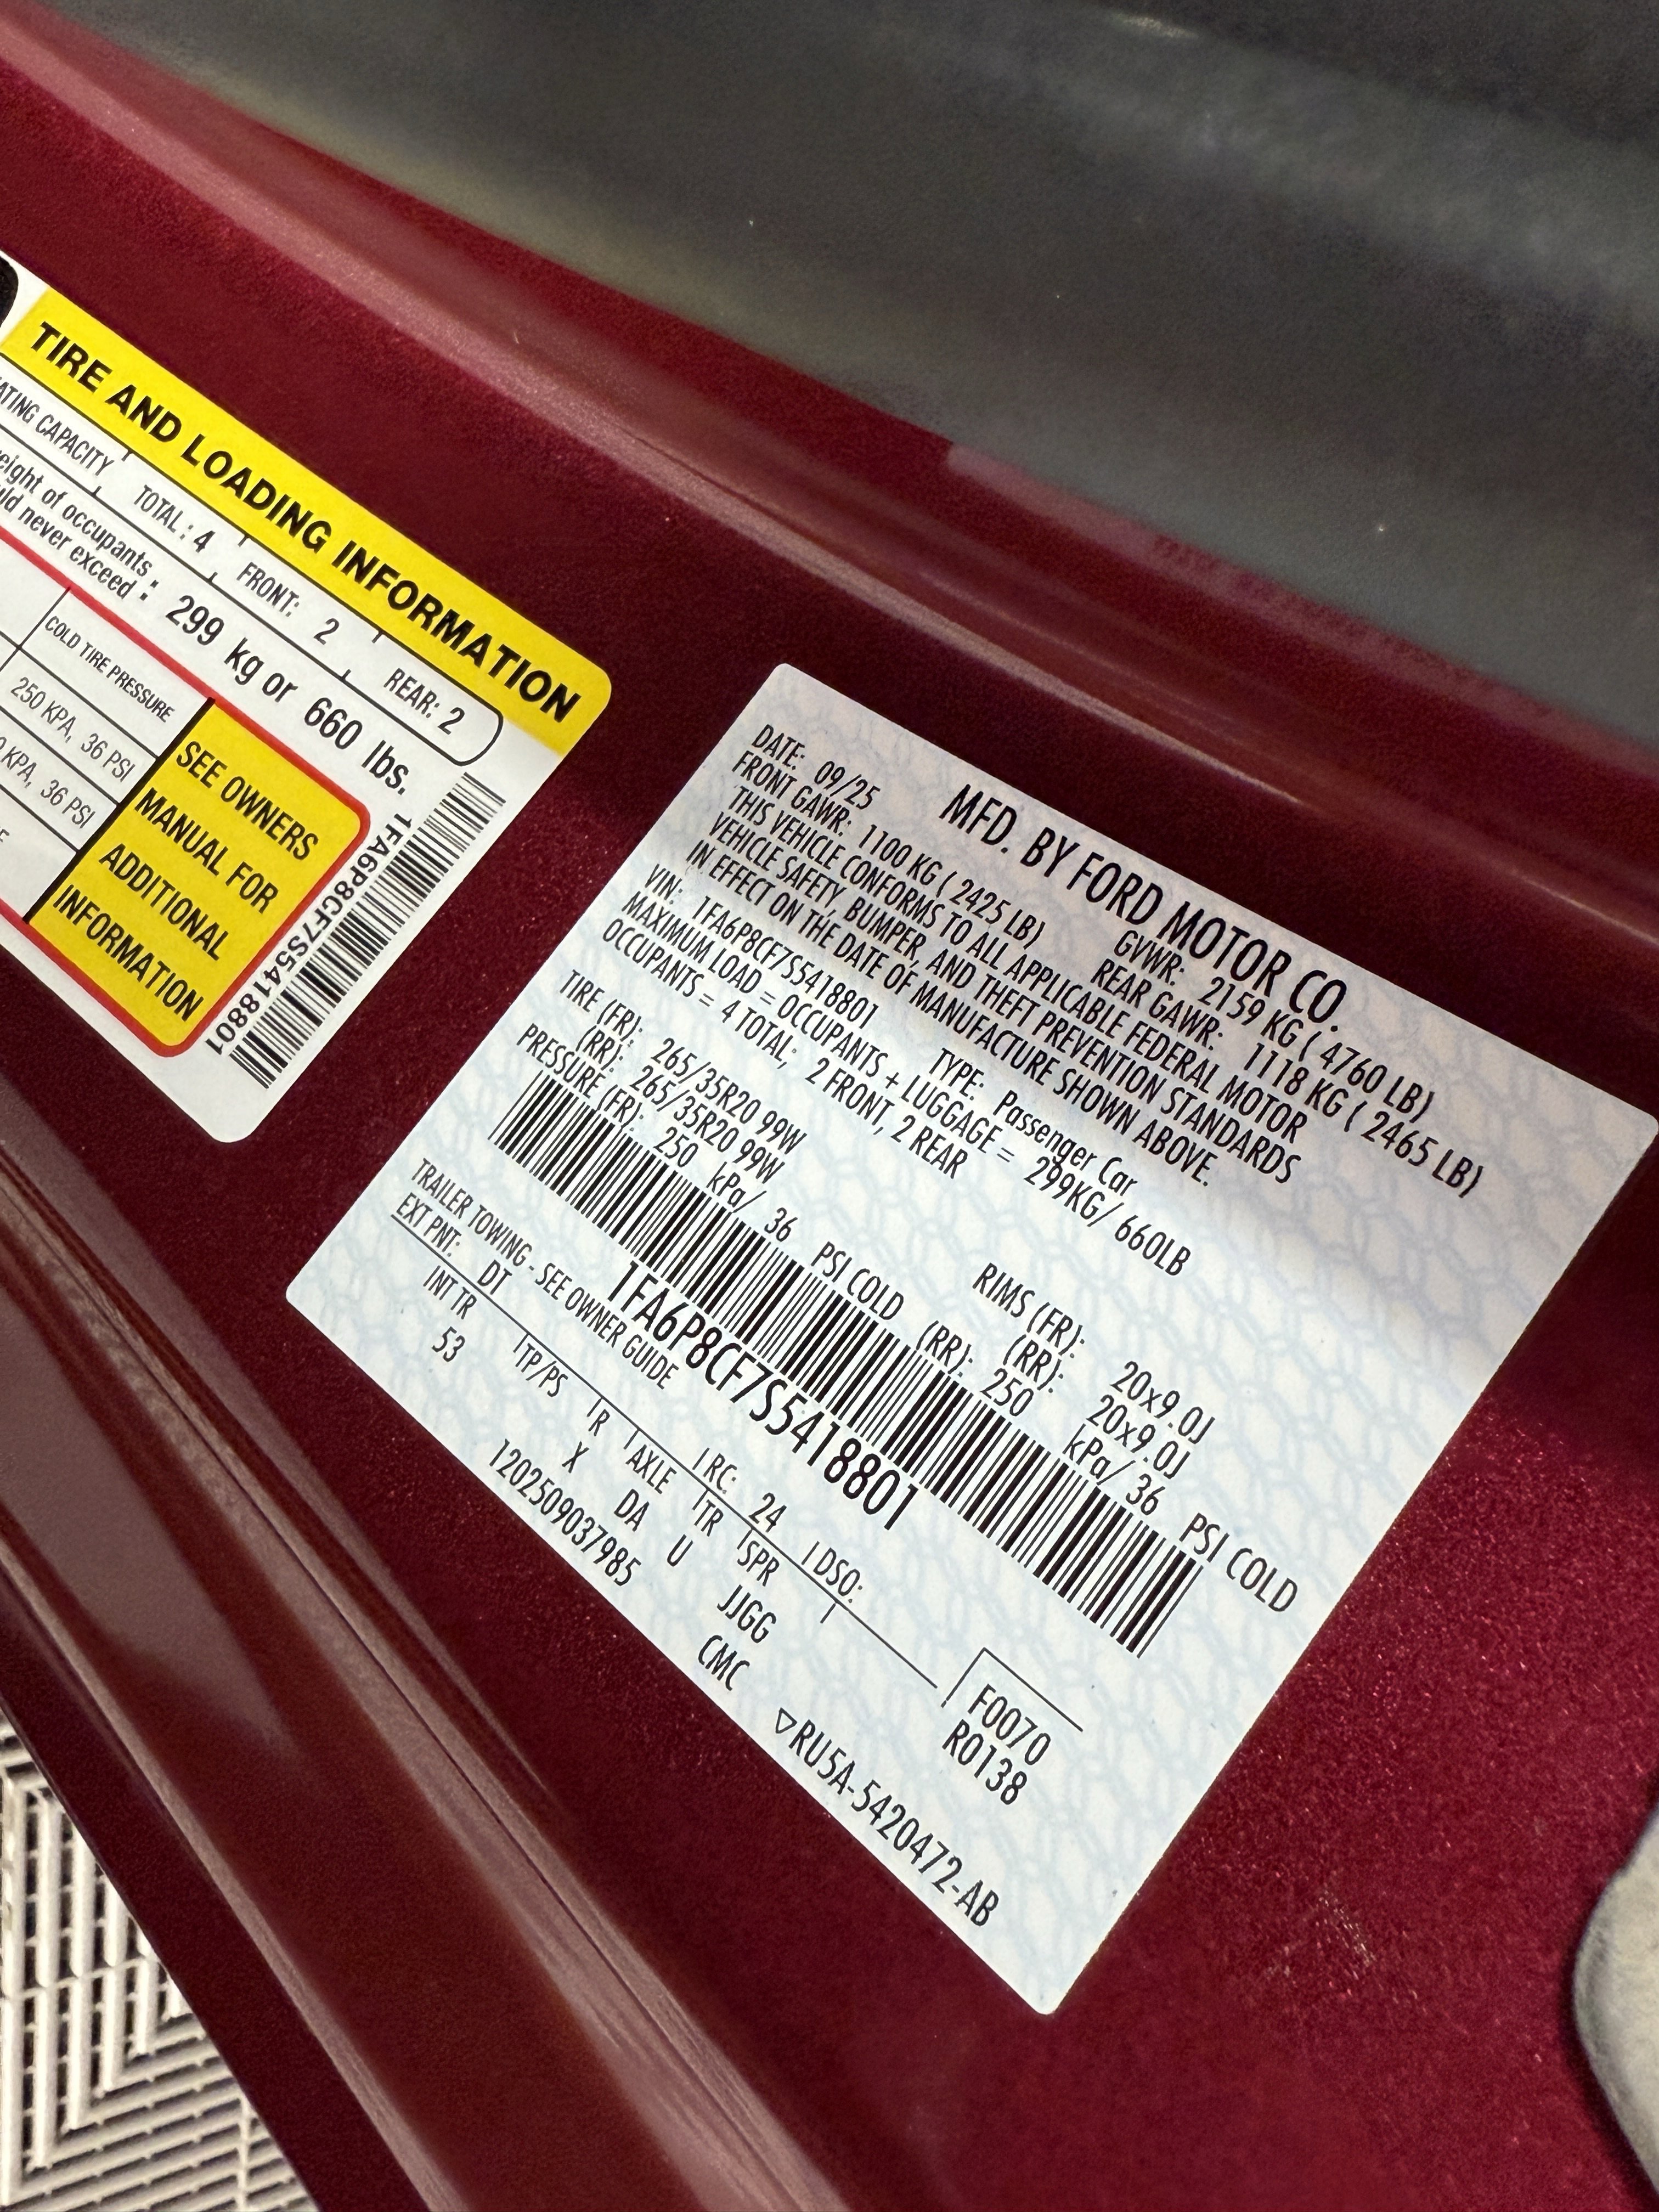 TIRE AND LOADING INFORMATION
CAPACITY TOTAL : 4 FRONT: 2 REAR: 2
of occupants :
never exceed : 299 kg or 660 lbs.
COLD TIRE PRESSURE
250 KPA, 36 PSI
KPA, 36 PSI
SEE OWNERS
MANUAL FOR
ADDITIONAL
INFORMATION
1FA6P8CF7S5418801
MFD. BY FORD MOTOR CO.
DATE: 09/25 GVWR: 2159 KG ( 4760 LB)
FRONT GAWR: 1100 KG ( 2425 LB) REAR GAWR: 1118 KG ( 2465 LB)
THIS VEHICLE CONFORMS TO ALL APPLICABLE FEDERAL MOTOR
VEHICLE SAFETY, BUMPER, AND THEFT PREVENTION STANDARDS
IN EFFECT ON THE DATE OF MANUFACTURE SHOWN ABOVE.
VIN: 1FA6P8CF7S5418801 TYPE: Passenger Car
MAXIMUM LOAD = OCCUPANTS + LUGGAGE = 299KG/ 660LB
OCCUPANTS = 4 TOTAL; 2 FRONT, 2 REAR
TIRE (FR): 265/35R20 99W RIMS (FR): 20x9.0J
(RR): 265/35R20 99W (RR): 20x9.0J
PRESSURE (FR): 250 kPa/ 36 PSI COLD (RR): 250 kPa/ 36 PSI COLD
1FA6P8CF7S5418801
TRAILER TOWING - SEE OWNER GUIDE
EXT PNT: DT RC: 24 DSO:
INT TR TP/PS R AXLE TR SPR
53 X DA U JJGG
F0070
R0138
1202509037985 CMC
▽RU5A-5420472-AB